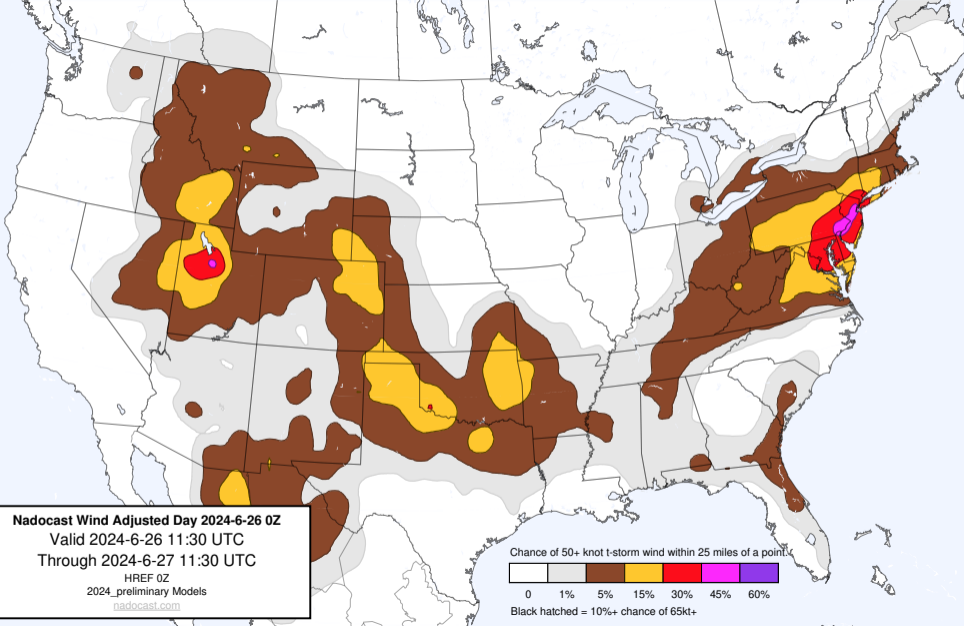 Nadocast Wind Adjusted Day 2024-6-26 0Z
Valid 2024-6-26 11:30 UTC
Through 2024-6-27 11:30 UTC
HREF 0Z
2024_preliminary Models
nadocast.com
Chance of 50+ knot t-storm wind within 25 miles of a point.
0 1% 5% 15% 30% 45% 60%
Black hatched = 10%+ chance of 65kt+